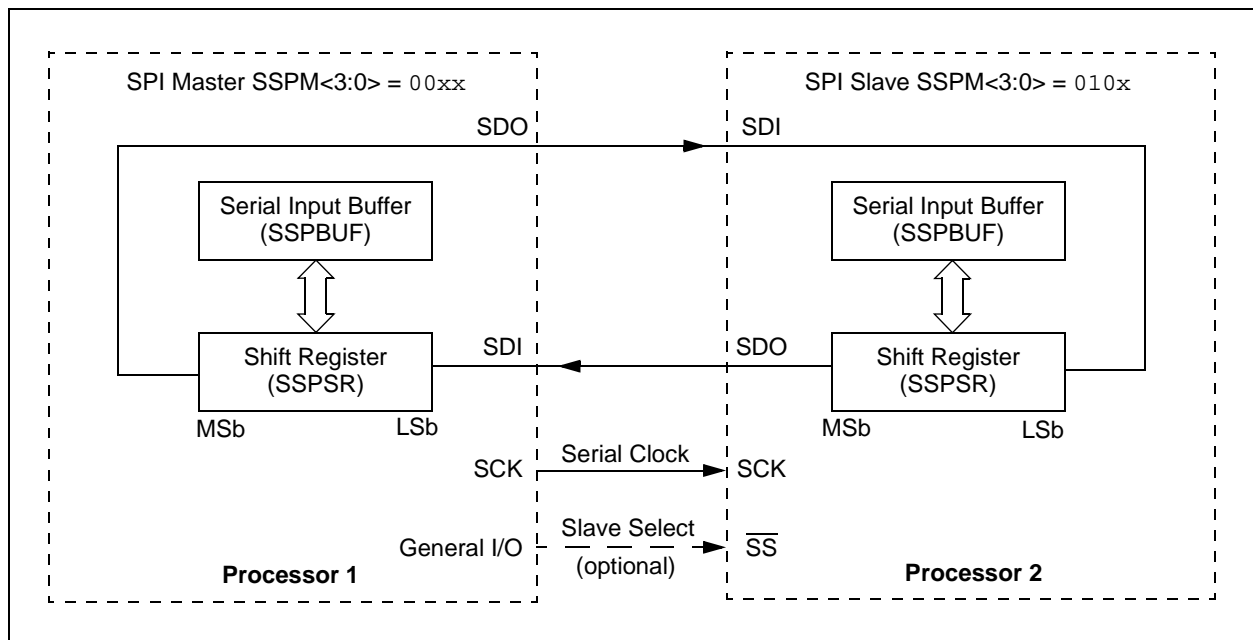 SPI Master SSPM<3:0> = 00xx
SPI Slave SSPM<3:0> = 010x
SDO
SDI
Serial Input Buffer
(SSPBUF)
Serial Input Buffer
(SSPBUF)
SDI
SDO
Shift Register
(SSPSR)
Shift Register
(SSPSR)
MSb
LSb
MSb
LSb
SCK
Serial Clock
SCK
General I/O
Slave Select
(optional)
S̅S̅
Processor 1
Processor 2